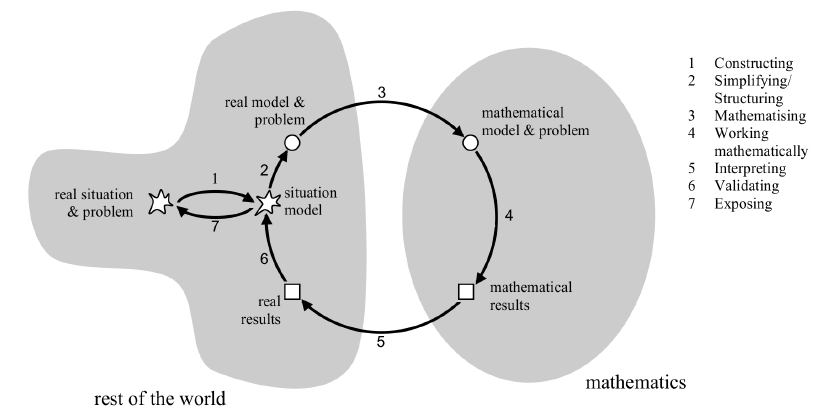 real model &
problem
3
mathematical
model & problem
2
1
real situation
& problem
situation
model
7
4
6
real
results
mathematical
results
5
rest of the world
mathematics
1 Constructing
2 Simplifying/
Structuring
3 Mathematising
4 Working
mathematically
5 Interpreting
6 Validating
7 Exposing